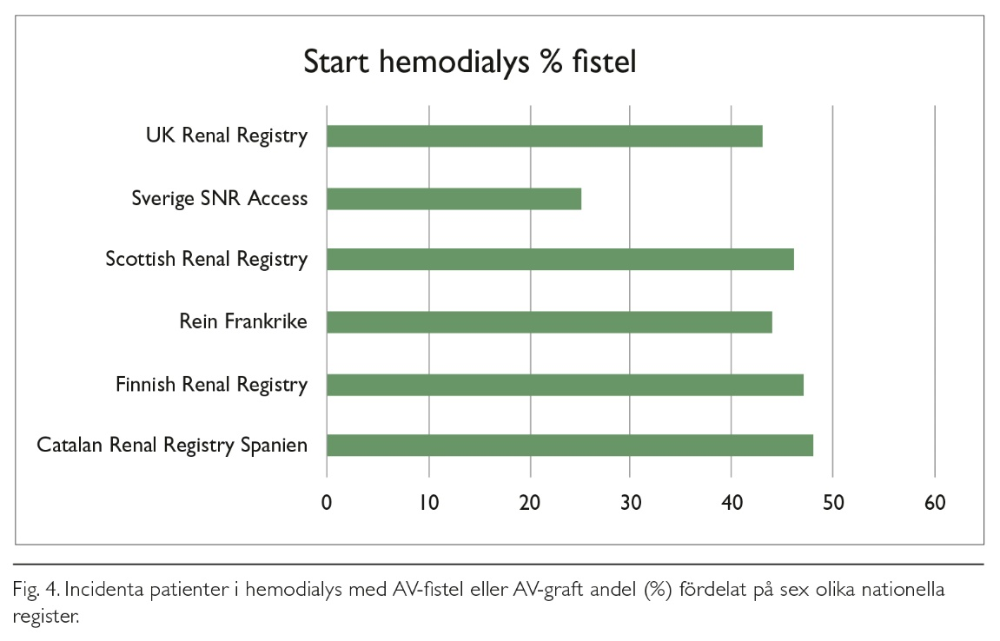 Start hemodialys % fistel
UK Renal Registry
Sverige SNR Access
Scottish Renal Registry
Rein Frankrike
Finnish Renal Registry
Catalan Renal Registry Spanien
0 10 20 30 40 50 60
Fig. 4. Incidenta patienter i hemodialys med AV-fistel eller AV-graft andel (%) fördelat på sex olika nationella
register.